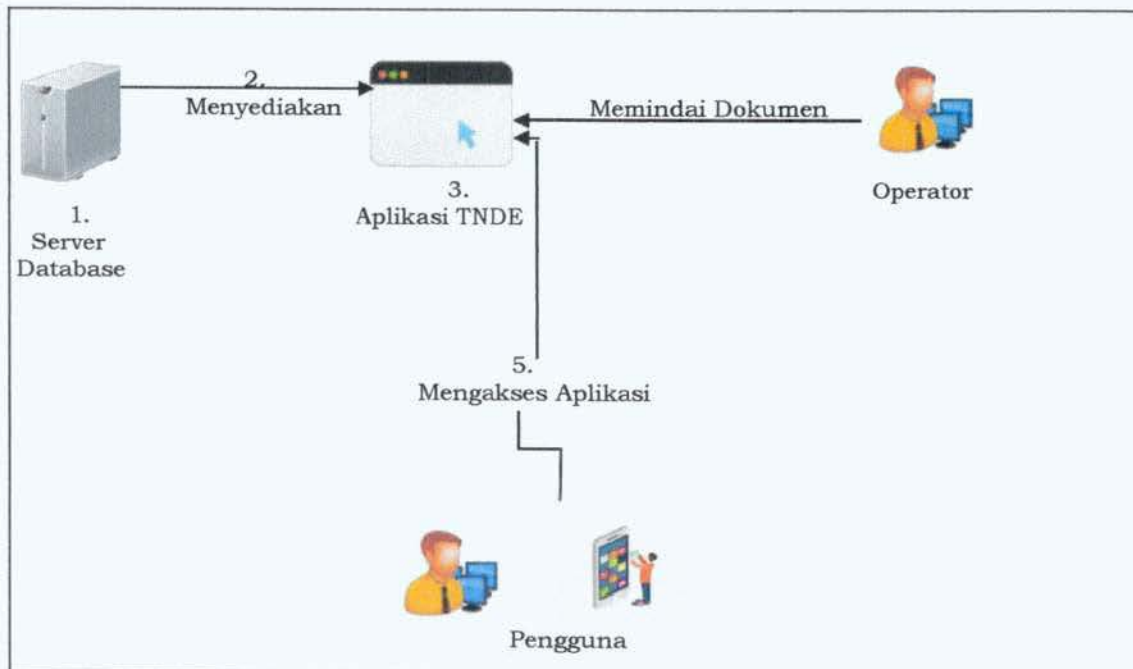 2.
Menyediakan
Memindai Dokumen
1.
Server
Database
3.
Aplikasi TNDE
Operator
5.
Mengakses Aplikasi
Pengguna